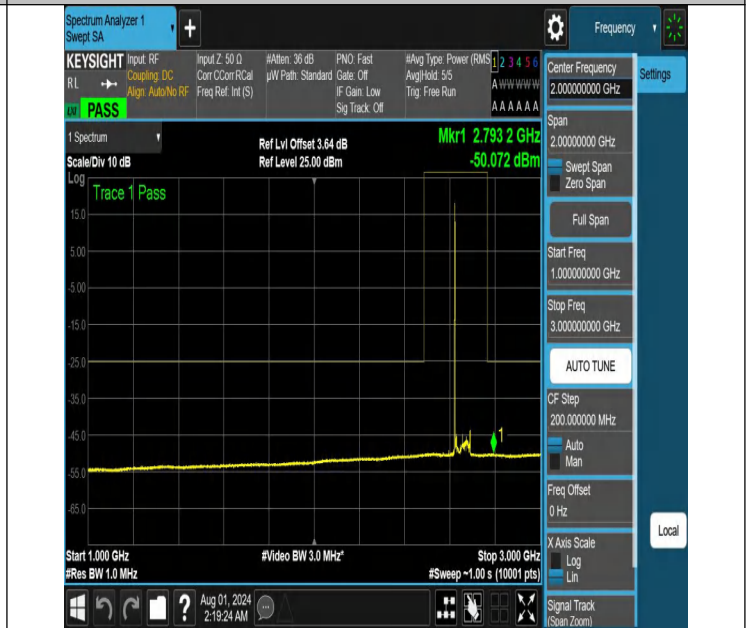 Spectrum Analyzer 1
Swept SA
+
Frequency
KEYSIGHT
Input: RF
Input Z: 50 Ω
#Atten: 36 dB
PNO: Fast
#Avg Type: Power (RMS
1 2 3 4 5 6
RL
Coupling: DC
Corr CCorr RCal
µW Path: Standard
Gate: Off
Avg|Hold: 5/5
A W W W W W
Align: Auto/No RF
Freq Ref: Int (S)
IF Gain: Low
Trig: Free Run
Sig Track: Off
A A A A A A
LXI
PASS
1 Spectrum
Ref Lvl Offset 3.64 dB
Mkr1 2.793 2 GHz
Scale/Div 10 dB
Ref Level 25.00 dBm
-50.072 dBm
Log
Trace 1 Pass
15.0
5.00
-5.00
-15.0
-25.0
-35.0
-45.0
1
-55.0
-65.0
Start 1.000 GHz
#Video BW 3.0 MHz*
Stop 3.000 GHz
#Res BW 1.0 MHz
#Sweep ~1.00 s (10001 pts)
?
Aug 01, 2024
2:19:24 AM
Center Frequency
2.000000000 GHz
Settings
Span
2.00000000 GHz
Swept Span
Zero Span
Full Span
Start Freq
1.000000000 GHz
Stop Freq
3.000000000 GHz
AUTO TUNE
CF Step
200.000000 MHz
Auto
Man
Freq Offset
0 Hz
Local
X Axis Scale
Log
Lin
Signal Track
(Span Zoom)